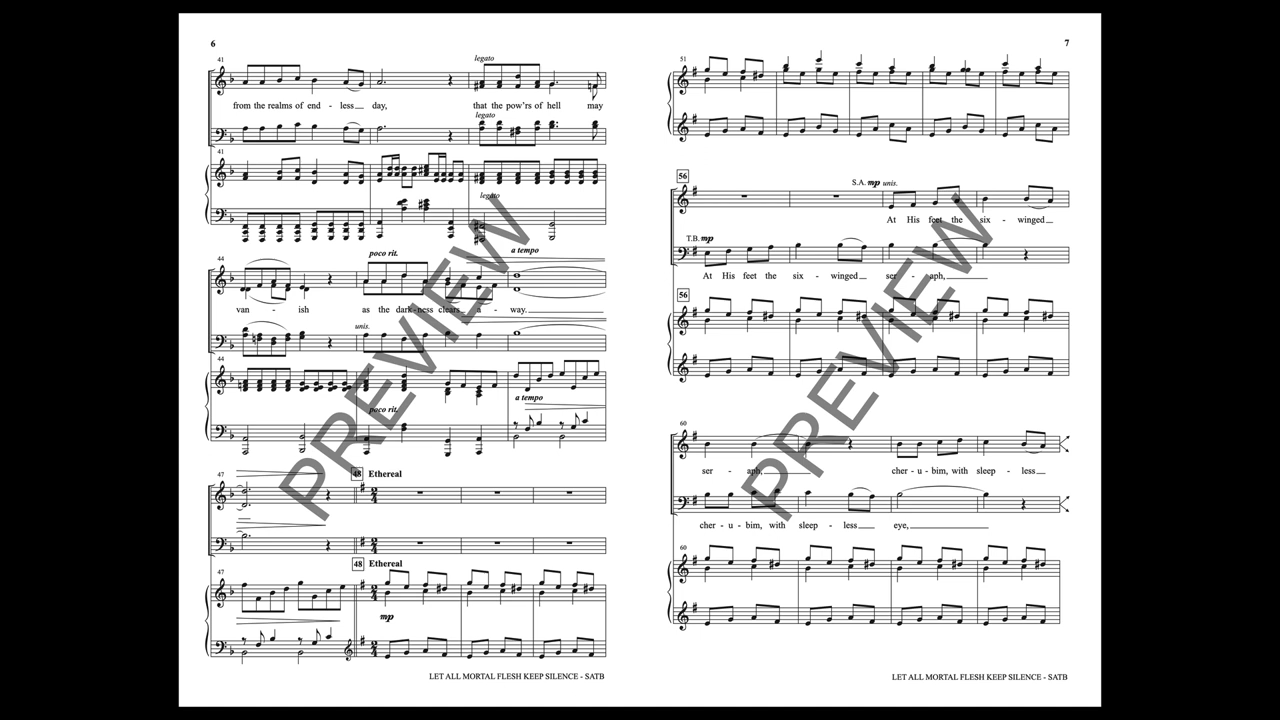 6
41
legato
from the realms of end - less day,
that the pow'rs of hell may
legato
41
legato
poco rit.
a tempo
44
van - ish
as the dark-ness clears a - way.
unis.
44
poco rit.
a tempo
47
48 Ethereal
48 Ethereal
47
mp
LET ALL MORTAL FLESH KEEP SILENCE - SATB
7
51
56
S.A. mp unis.
At His feet the six - winged
T.B. mp
At His feet the six - winged ser - aph,
56
60
ser - aph,
cher - u - bim, with sleep - less
cher - u - bim, with sleep - less eye,
60
LET ALL MORTAL FLESH KEEP SILENCE - SATB
PREVIEW
PREVIEW